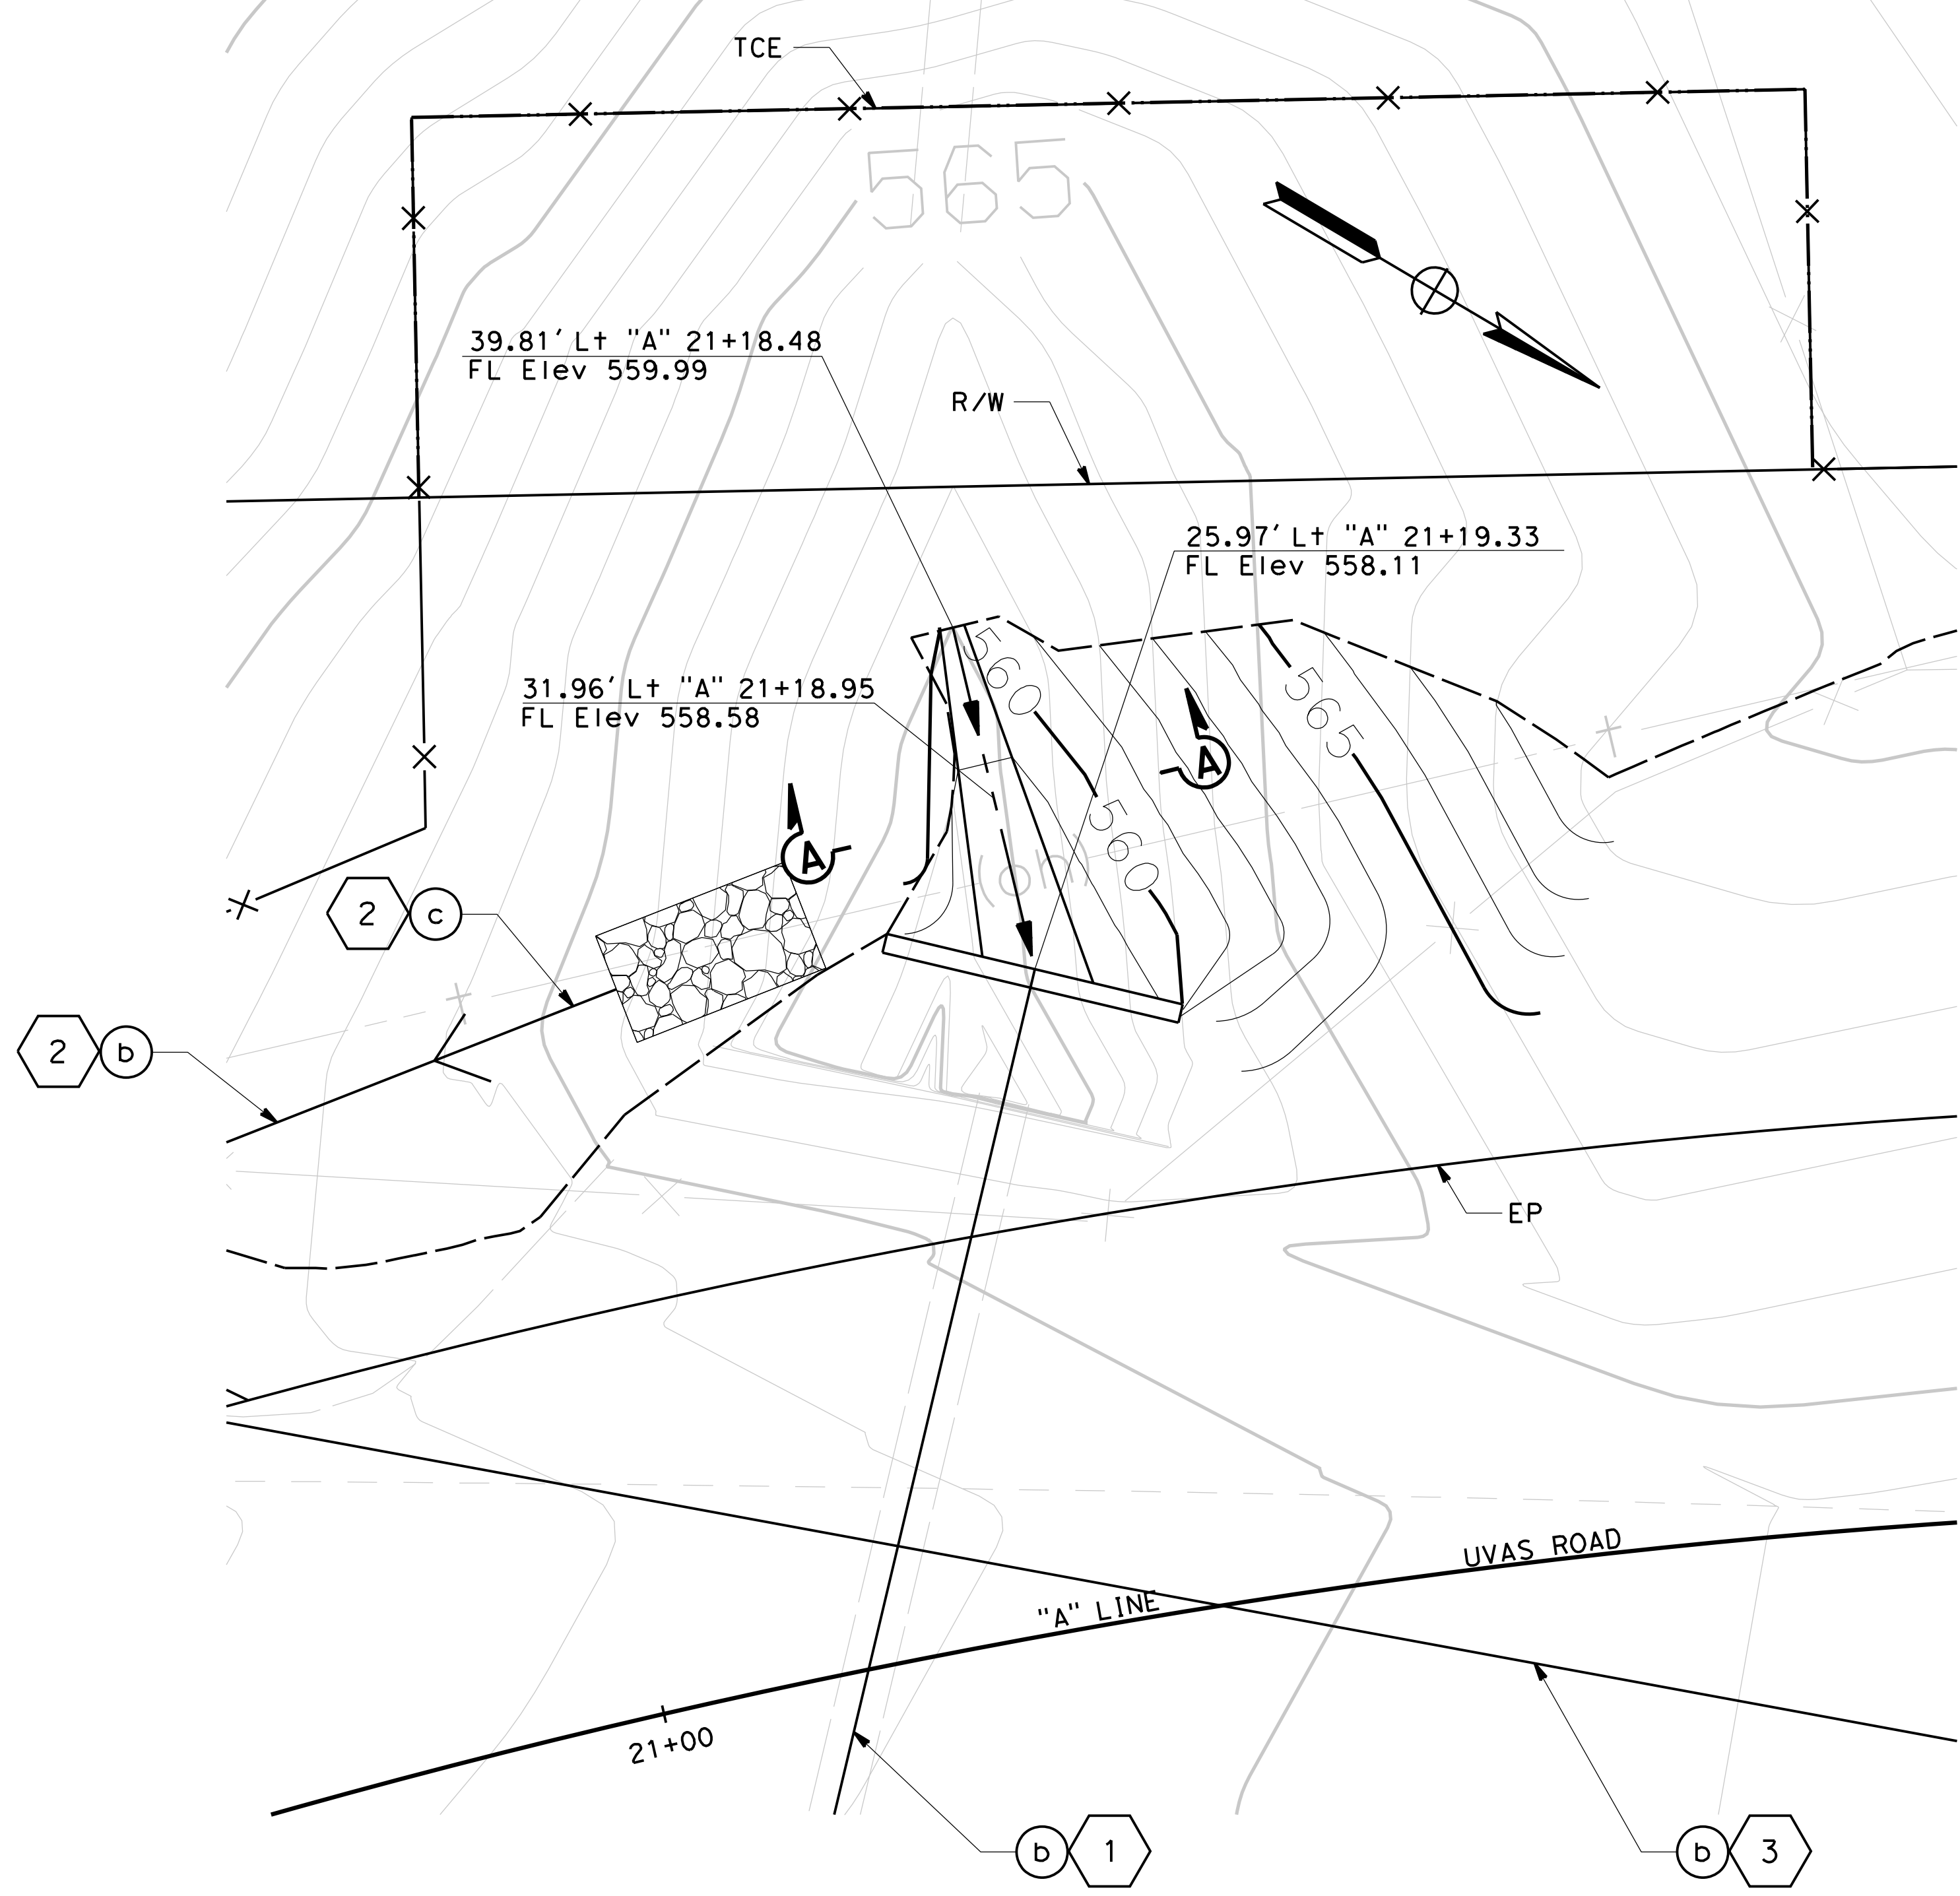 TCE
565
39.81' Lt "A" 21+18.48
FL Elev 559.99
R/W
25.97' Lt "A" 21+19.33
FL Elev 558.11
560
565
31.96' Lt "A" 21+18.95
FL Elev 558.58
A
560
A
(on)
2 c
2 b
EP
UVAS ROAD
"A" LINE
21+00
b 1
b 3